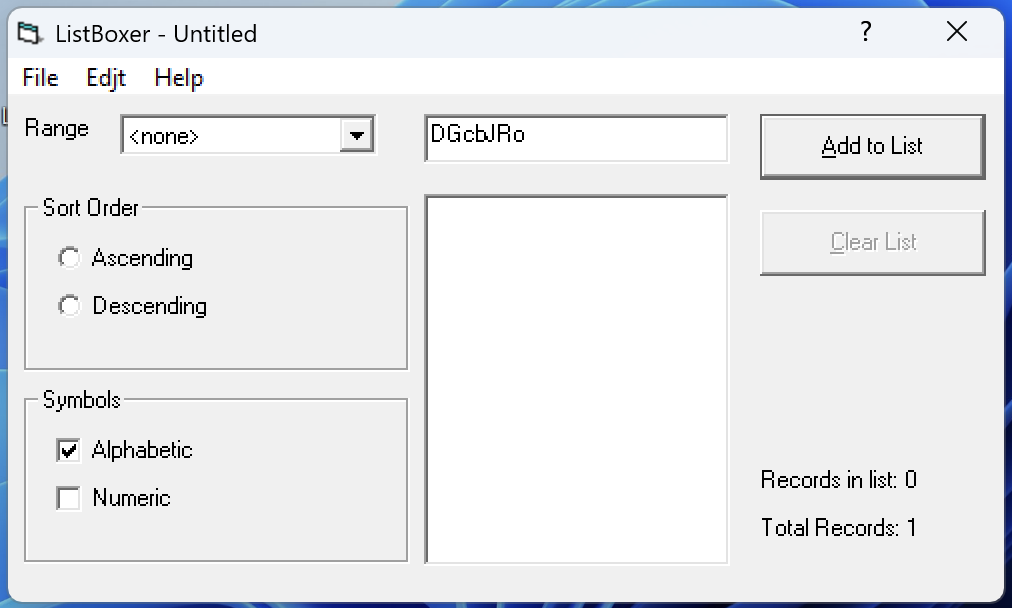 ListBoxer - Untitled
File Edjt Help
Range <none> DGcbJRo Add to List
Sort Order
Clear List
Ascending
Descending
Symbols
Alphabetic
Numeric
Records in list: 0
Total Records: 1